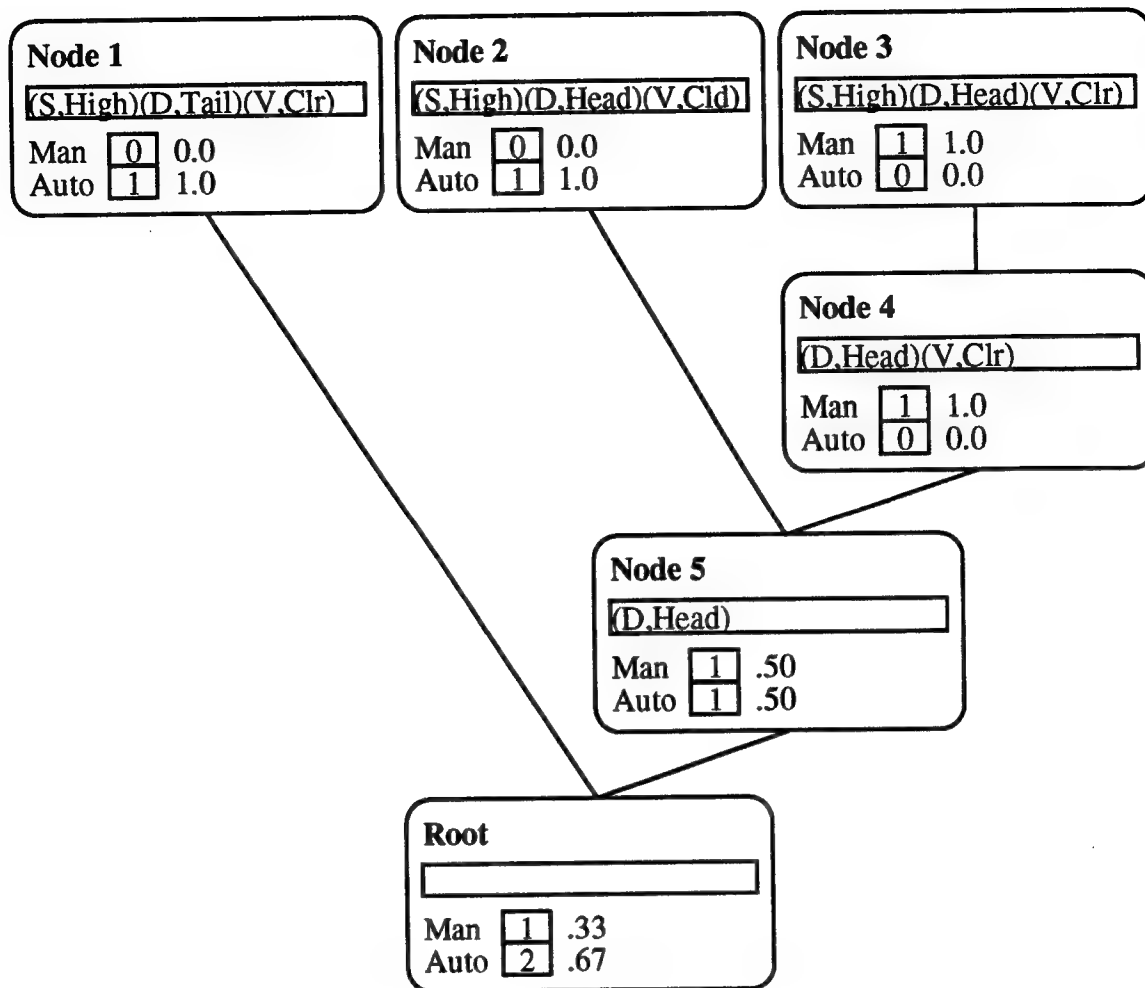 Node 1
(S,High)(D,Tail)(V,Clr)
Man 0 0.0
Auto 1 1.0
Node 2
(S,High)(D,Head)(V,Cld)
Man 0 0.0
Auto 1 1.0
Node 3
(S,High)(D,Head)(V,Clr)
Man 1 1.0
Auto 0 0.0
Node 4
(D,Head)(V,Clr)
Man 1 1.0
Auto 0 0.0
Node 5
(D,Head)
Man 1 .50
Auto 1 .50
Root
Man 1 .33
Auto 2 .67